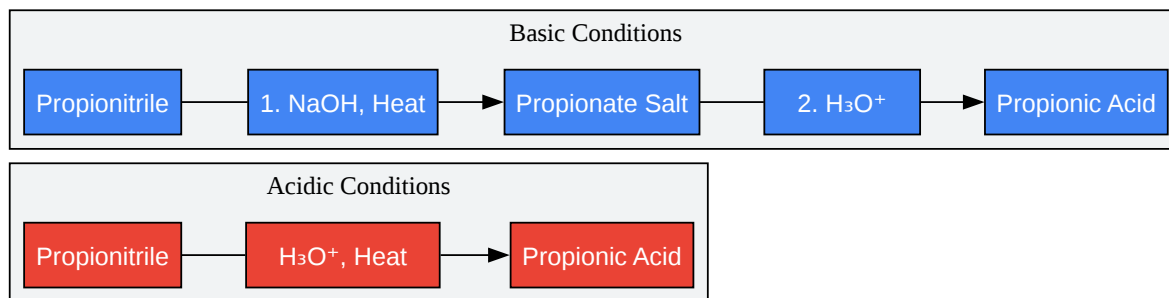 Basic Conditions
Propionitrile
1. NaOH, Heat
Propionate Salt
2. H₃O⁺
Propionic Acid
Acidic Conditions
Propionitrile
H₃O⁺, Heat
Propionic Acid